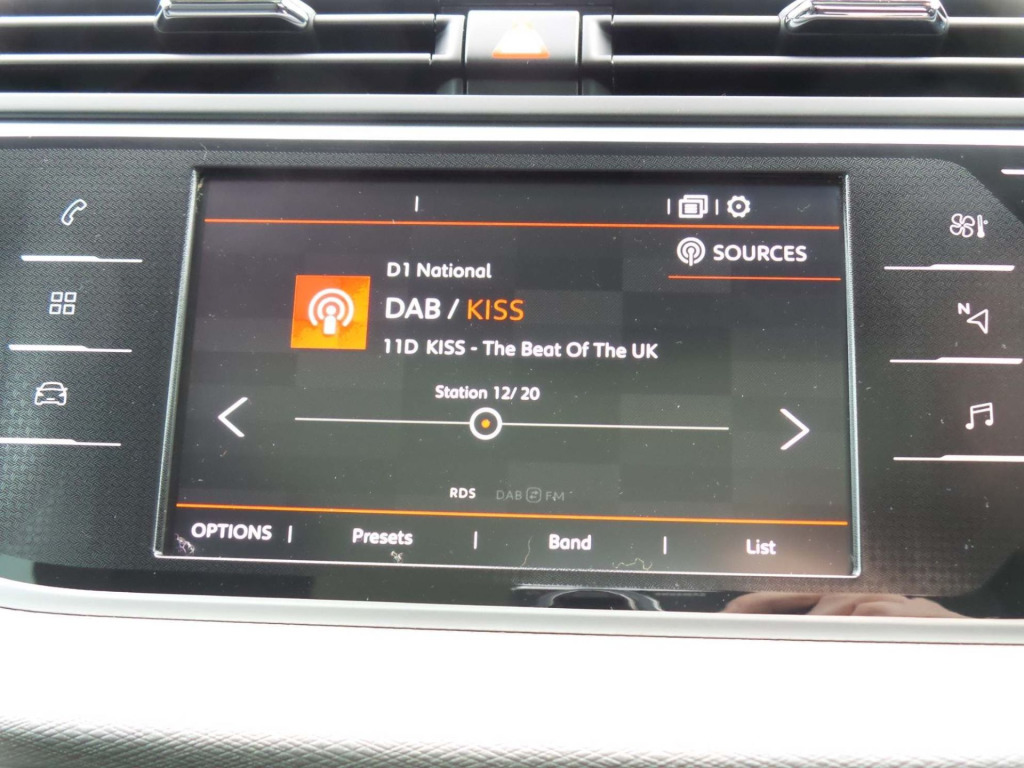 SOURCES
D1 National
DAB / KISS
11D KISS - The Beat Of The UK
Station 12/ 20
N
RDS DAB FM
OPTIONS | Presets | Band | List